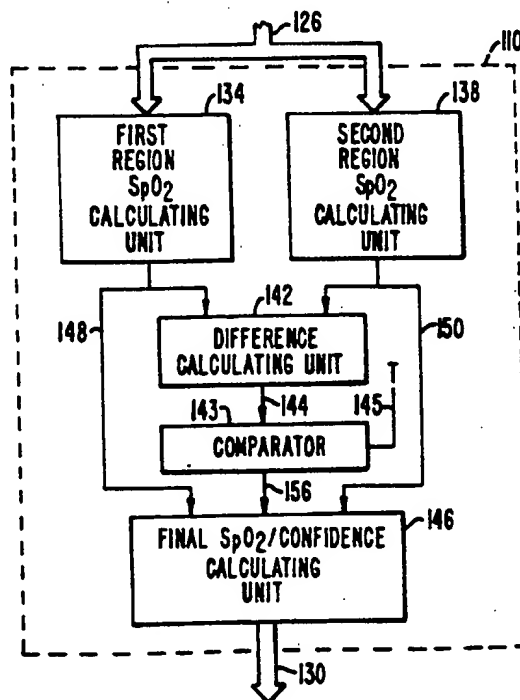 126
110
134
138
FIRST
REGION
SpO2
CALCULATING
UNIT
SECOND
REGION
SpO2
CALCULATING
UNIT
142
148
150
DIFFERENCE
CALCULATING UNIT
T
143
144
145
COMPARATOR
156
146
FINAL SpO2/CONFIDENCE
CALCULATING
UNIT
130